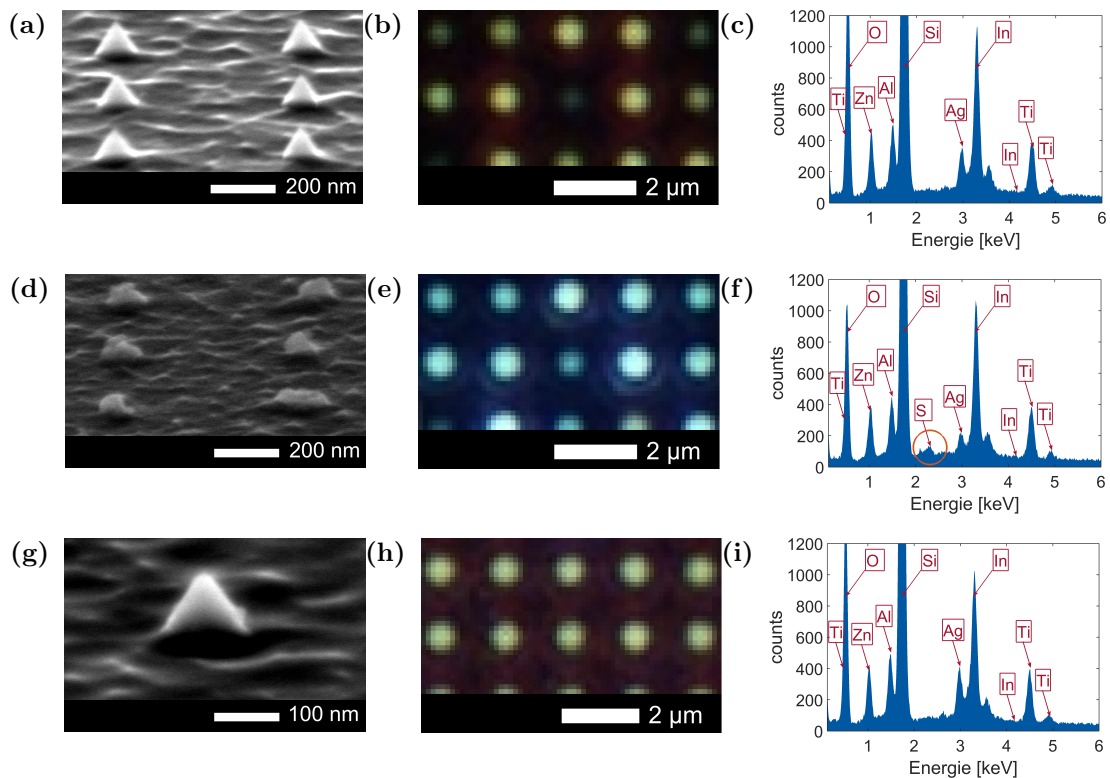 (a)
200 nm
(b)
2 µm
(c)
counts
1200
1000
800
600
400
200
0
O
Si
In
Ti
Zn
Al
Ag
In
Ti
Ti
1 2 3 4 5 6
Energie [keV]
(d)
200 nm
(e)
2 µm
(f)
counts
1200
1000
800
600
400
200
0
O
Si
In
Ti
Zn
Al
S
Ag
In
Ti
Ti
1 2 3 4 5 6
Energie [keV]
(g)
100 nm
(h)
2 µm
(i)
counts
1200
1000
800
600
400
200
0
O
Si
In
Ti
Zn
Al
Ag
In
Ti
Ti
1 2 3 4 5 6
Energie [keV]